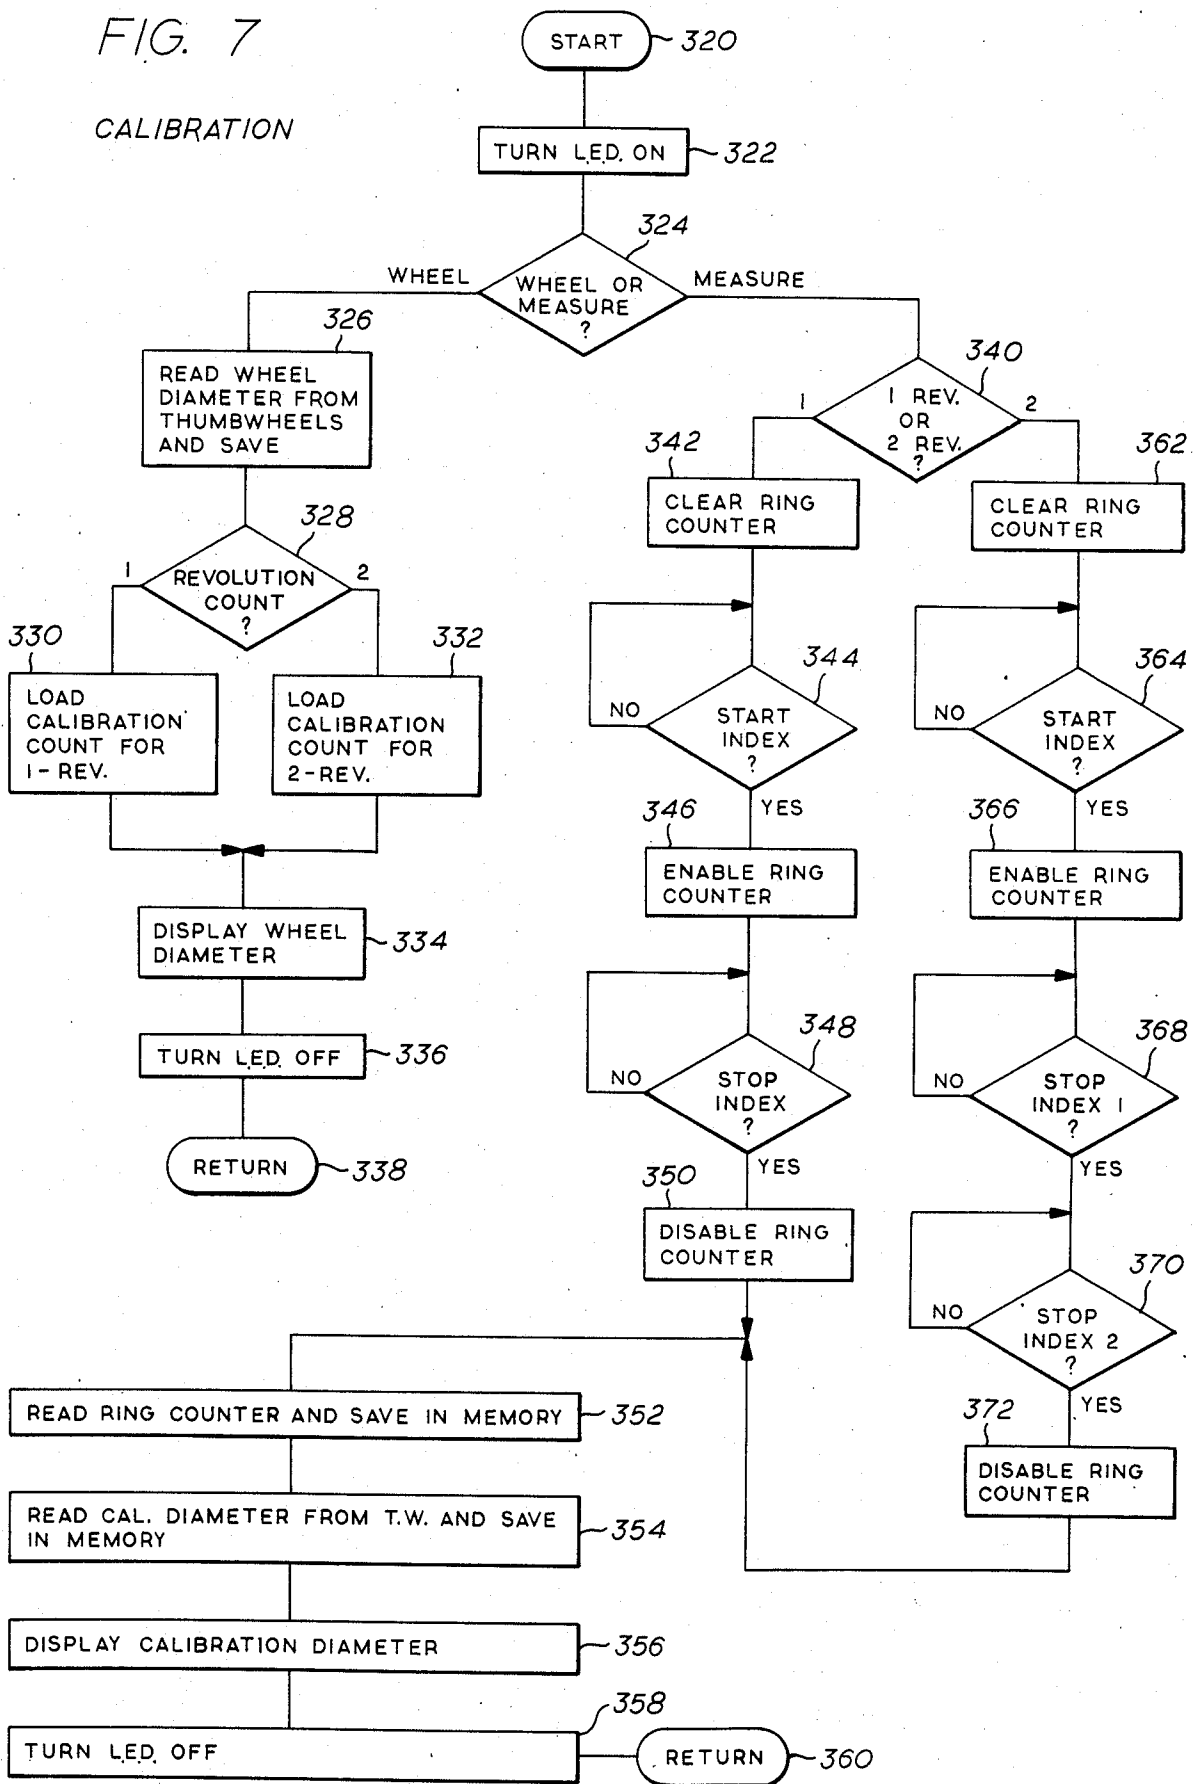 FIG. 7
CALIBRATION
START
320
TURN L.E.D. ON
322
324
WHEEL
WHEEL OR
MEASURE
?
MEASURE
326
READ WHEEL
DIAMETER FROM
THUMBWHEELS
AND SAVE
328
1
REVOLUTION
COUNT
?
2
330
LOAD
CALIBRATION
COUNT FOR
1-REV.
332
LOAD
CALIBRATION
COUNT FOR
2-REV.
DISPLAY WHEEL
DIAMETER
334
TURN L.E.D. OFF
336
RETURN
338
340
1
1 REV.
OR
2 REV.
?
2
342
CLEAR RING
COUNTER
344
NO
START
INDEX
?
YES
346
ENABLE RING
COUNTER
348
NO
STOP
INDEX
?
YES
350
DISABLE RING
COUNTER
362
CLEAR RING
COUNTER
364
NO
START
INDEX
?
YES
366
ENABLE RING
COUNTER
368
NO
STOP
INDEX 1
?
YES
370
NO
STOP
INDEX 2
?
YES
372
DISABLE RING
COUNTER
READ RING COUNTER AND SAVE IN MEMORY
352
READ CAL. DIAMETER FROM T.W. AND SAVE
IN MEMORY
354
DISPLAY CALIBRATION DIAMETER
356
358
TURN L.E.D. OFF
RETURN
360